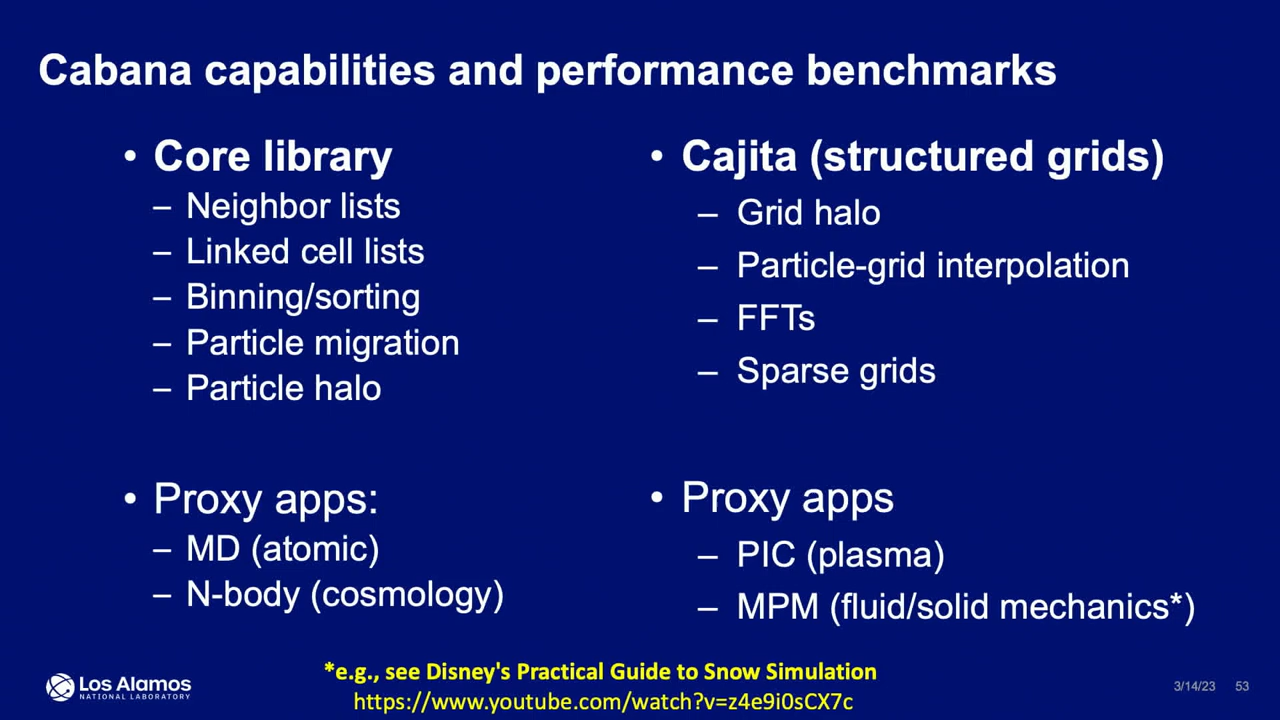 Cabana capabilities and performance benchmarks
• Core library
– Neighbor lists
– Linked cell lists
– Binning/sorting
– Particle migration
– Particle halo
• Proxy apps:
– MD (atomic)
– N-body (cosmology)
• Cajita (structured grids)
– Grid halo
– Particle-grid interpolation
– FFTs
– Sparse grids
• Proxy apps
– PIC (plasma)
– MPM (fluid/solid mechanics*)
*e.g., see Disney's Practical Guide to Snow Simulation
https://www.youtube.com/watch?v=z4e9i0sCX7c
Los Alamos
NATIONAL LABORATORY
3/14/23 53